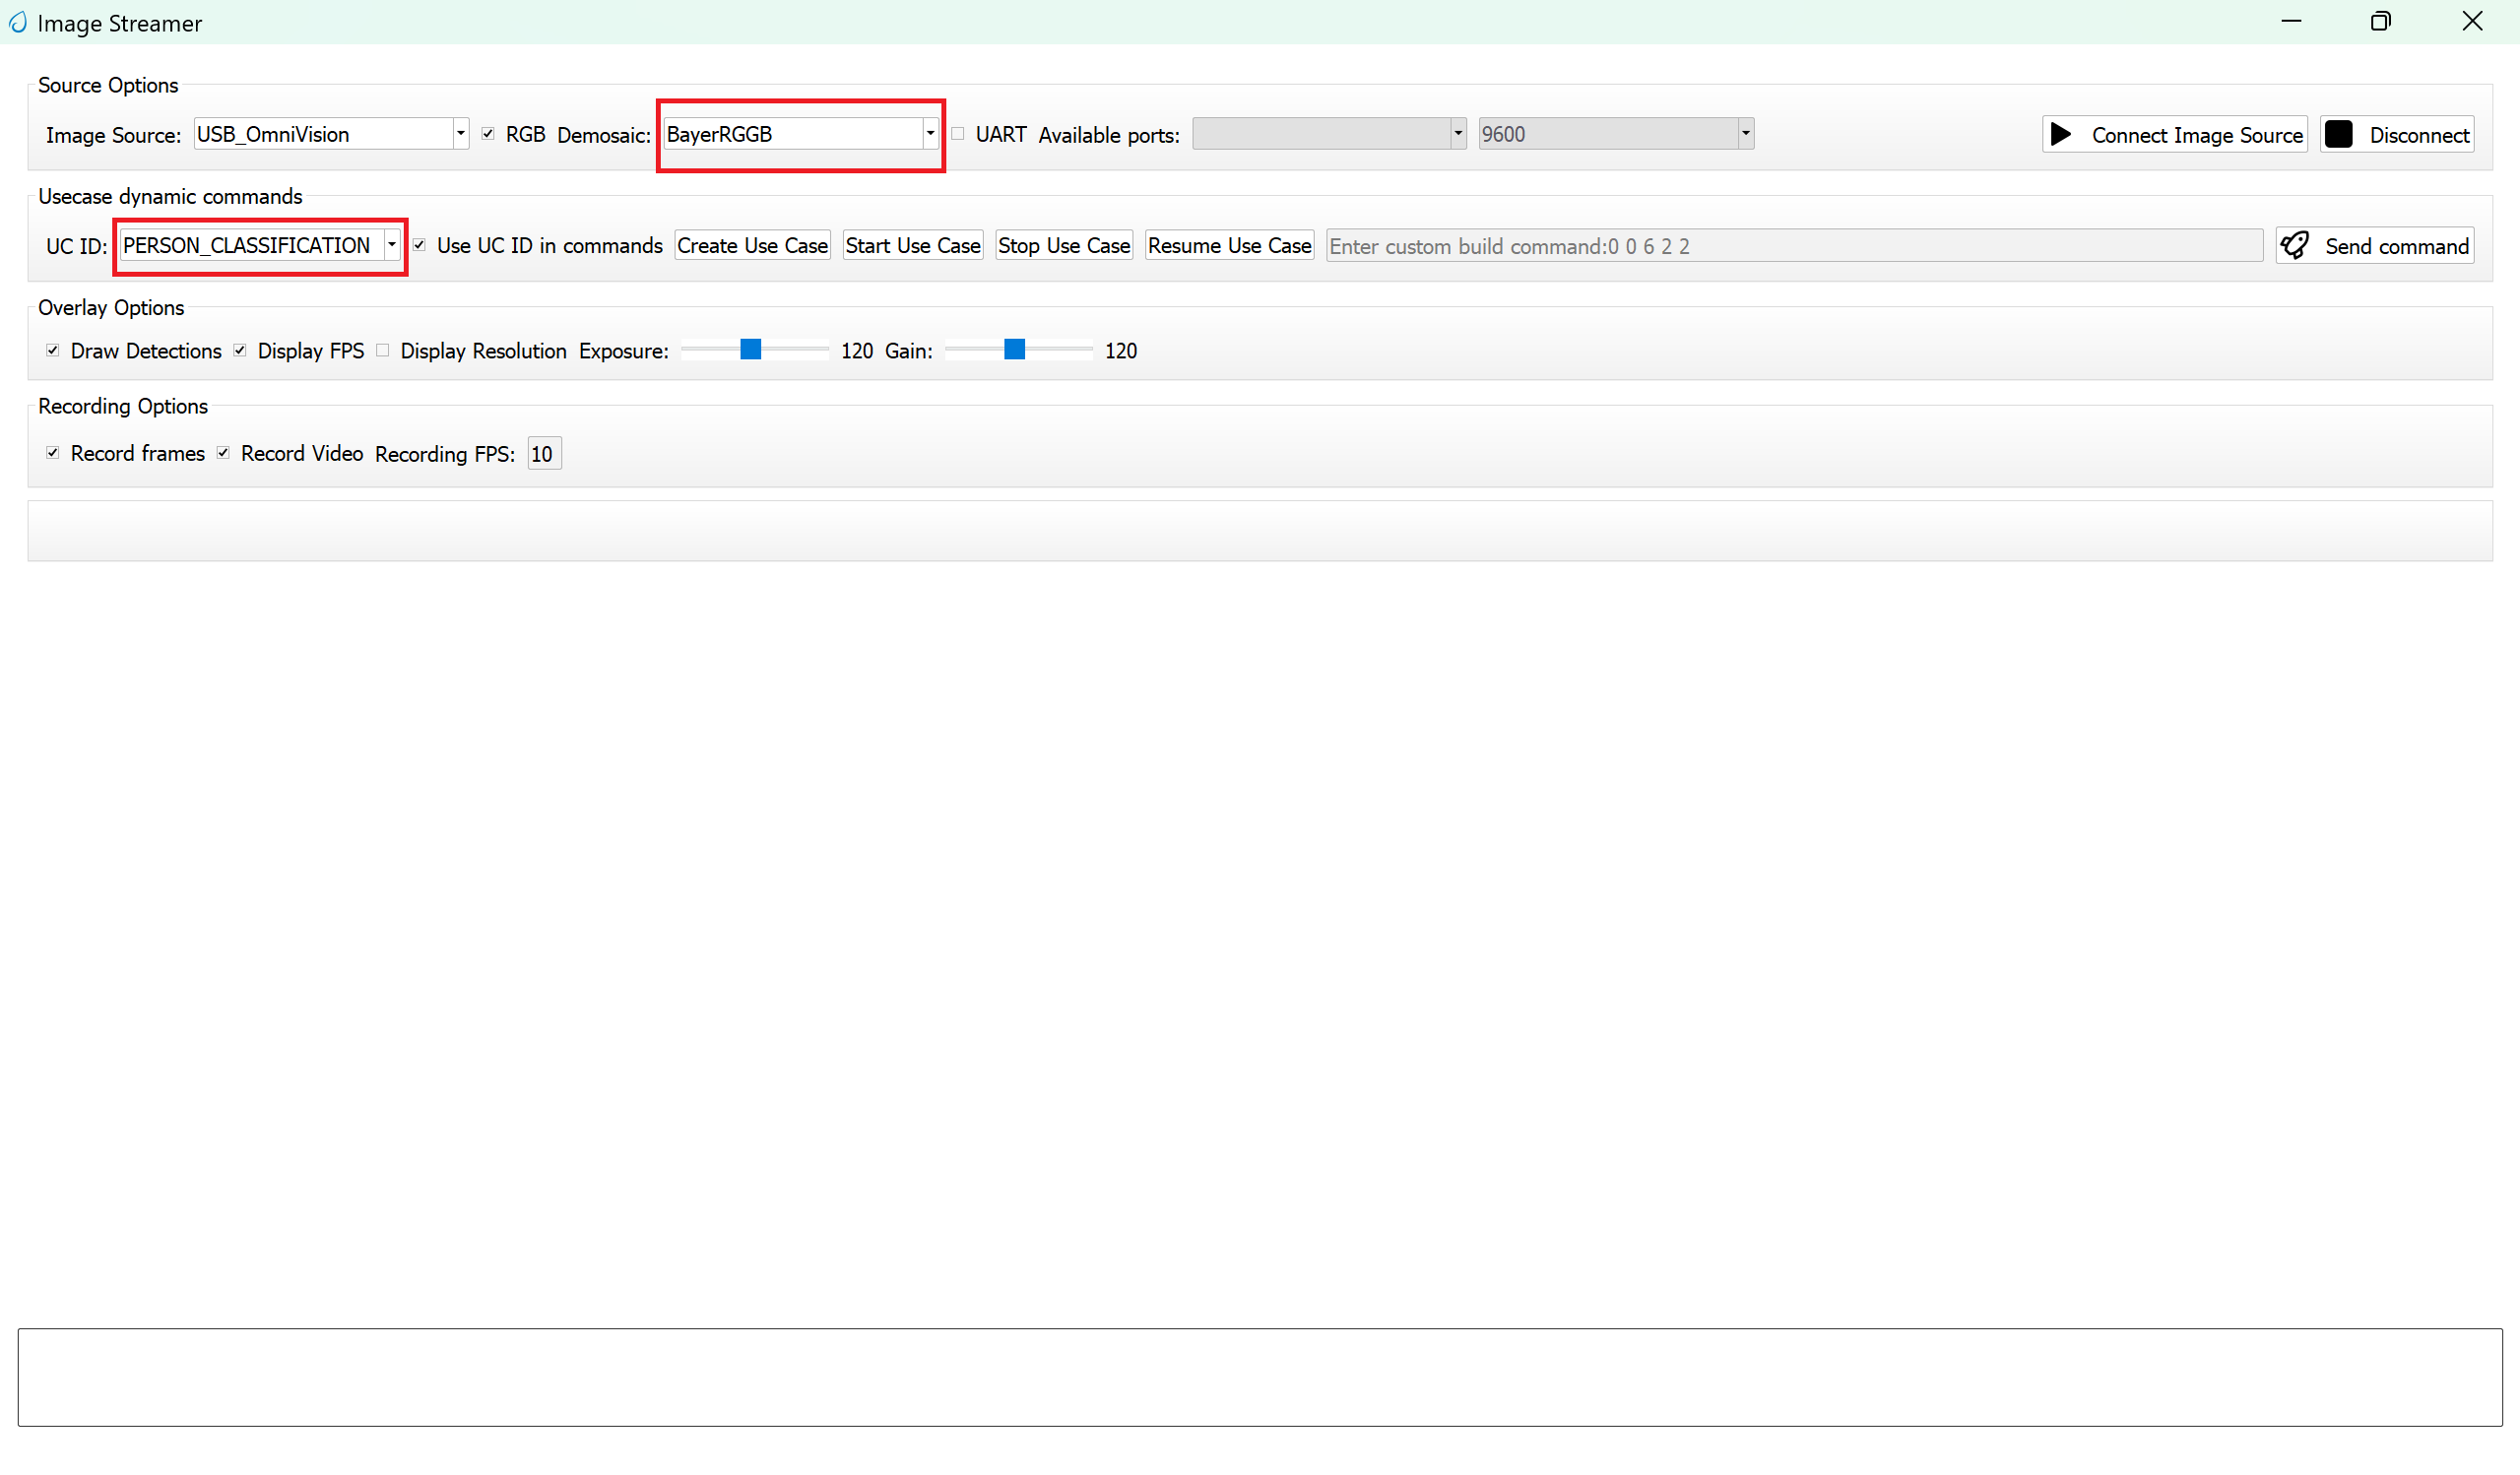 Image Streamer
Source Options
Image Source: USB_OmniVision RGB Demosaic: BayerRGGB UART Available ports: 9600 Connect Image Source Disconnect
Usecase dynamic commands
UC ID: PERSON_CLASSIFICATION Use UC ID in commands Create Use Case Start Use Case Stop Use Case Resume Use Case Enter custom build command:0 0 6 2 2 Send command
Overlay Options
Draw Detections Display FPS Display Resolution Exposure: 120 Gain: 120
Recording Options
Record frames Record Video Recording FPS: 10